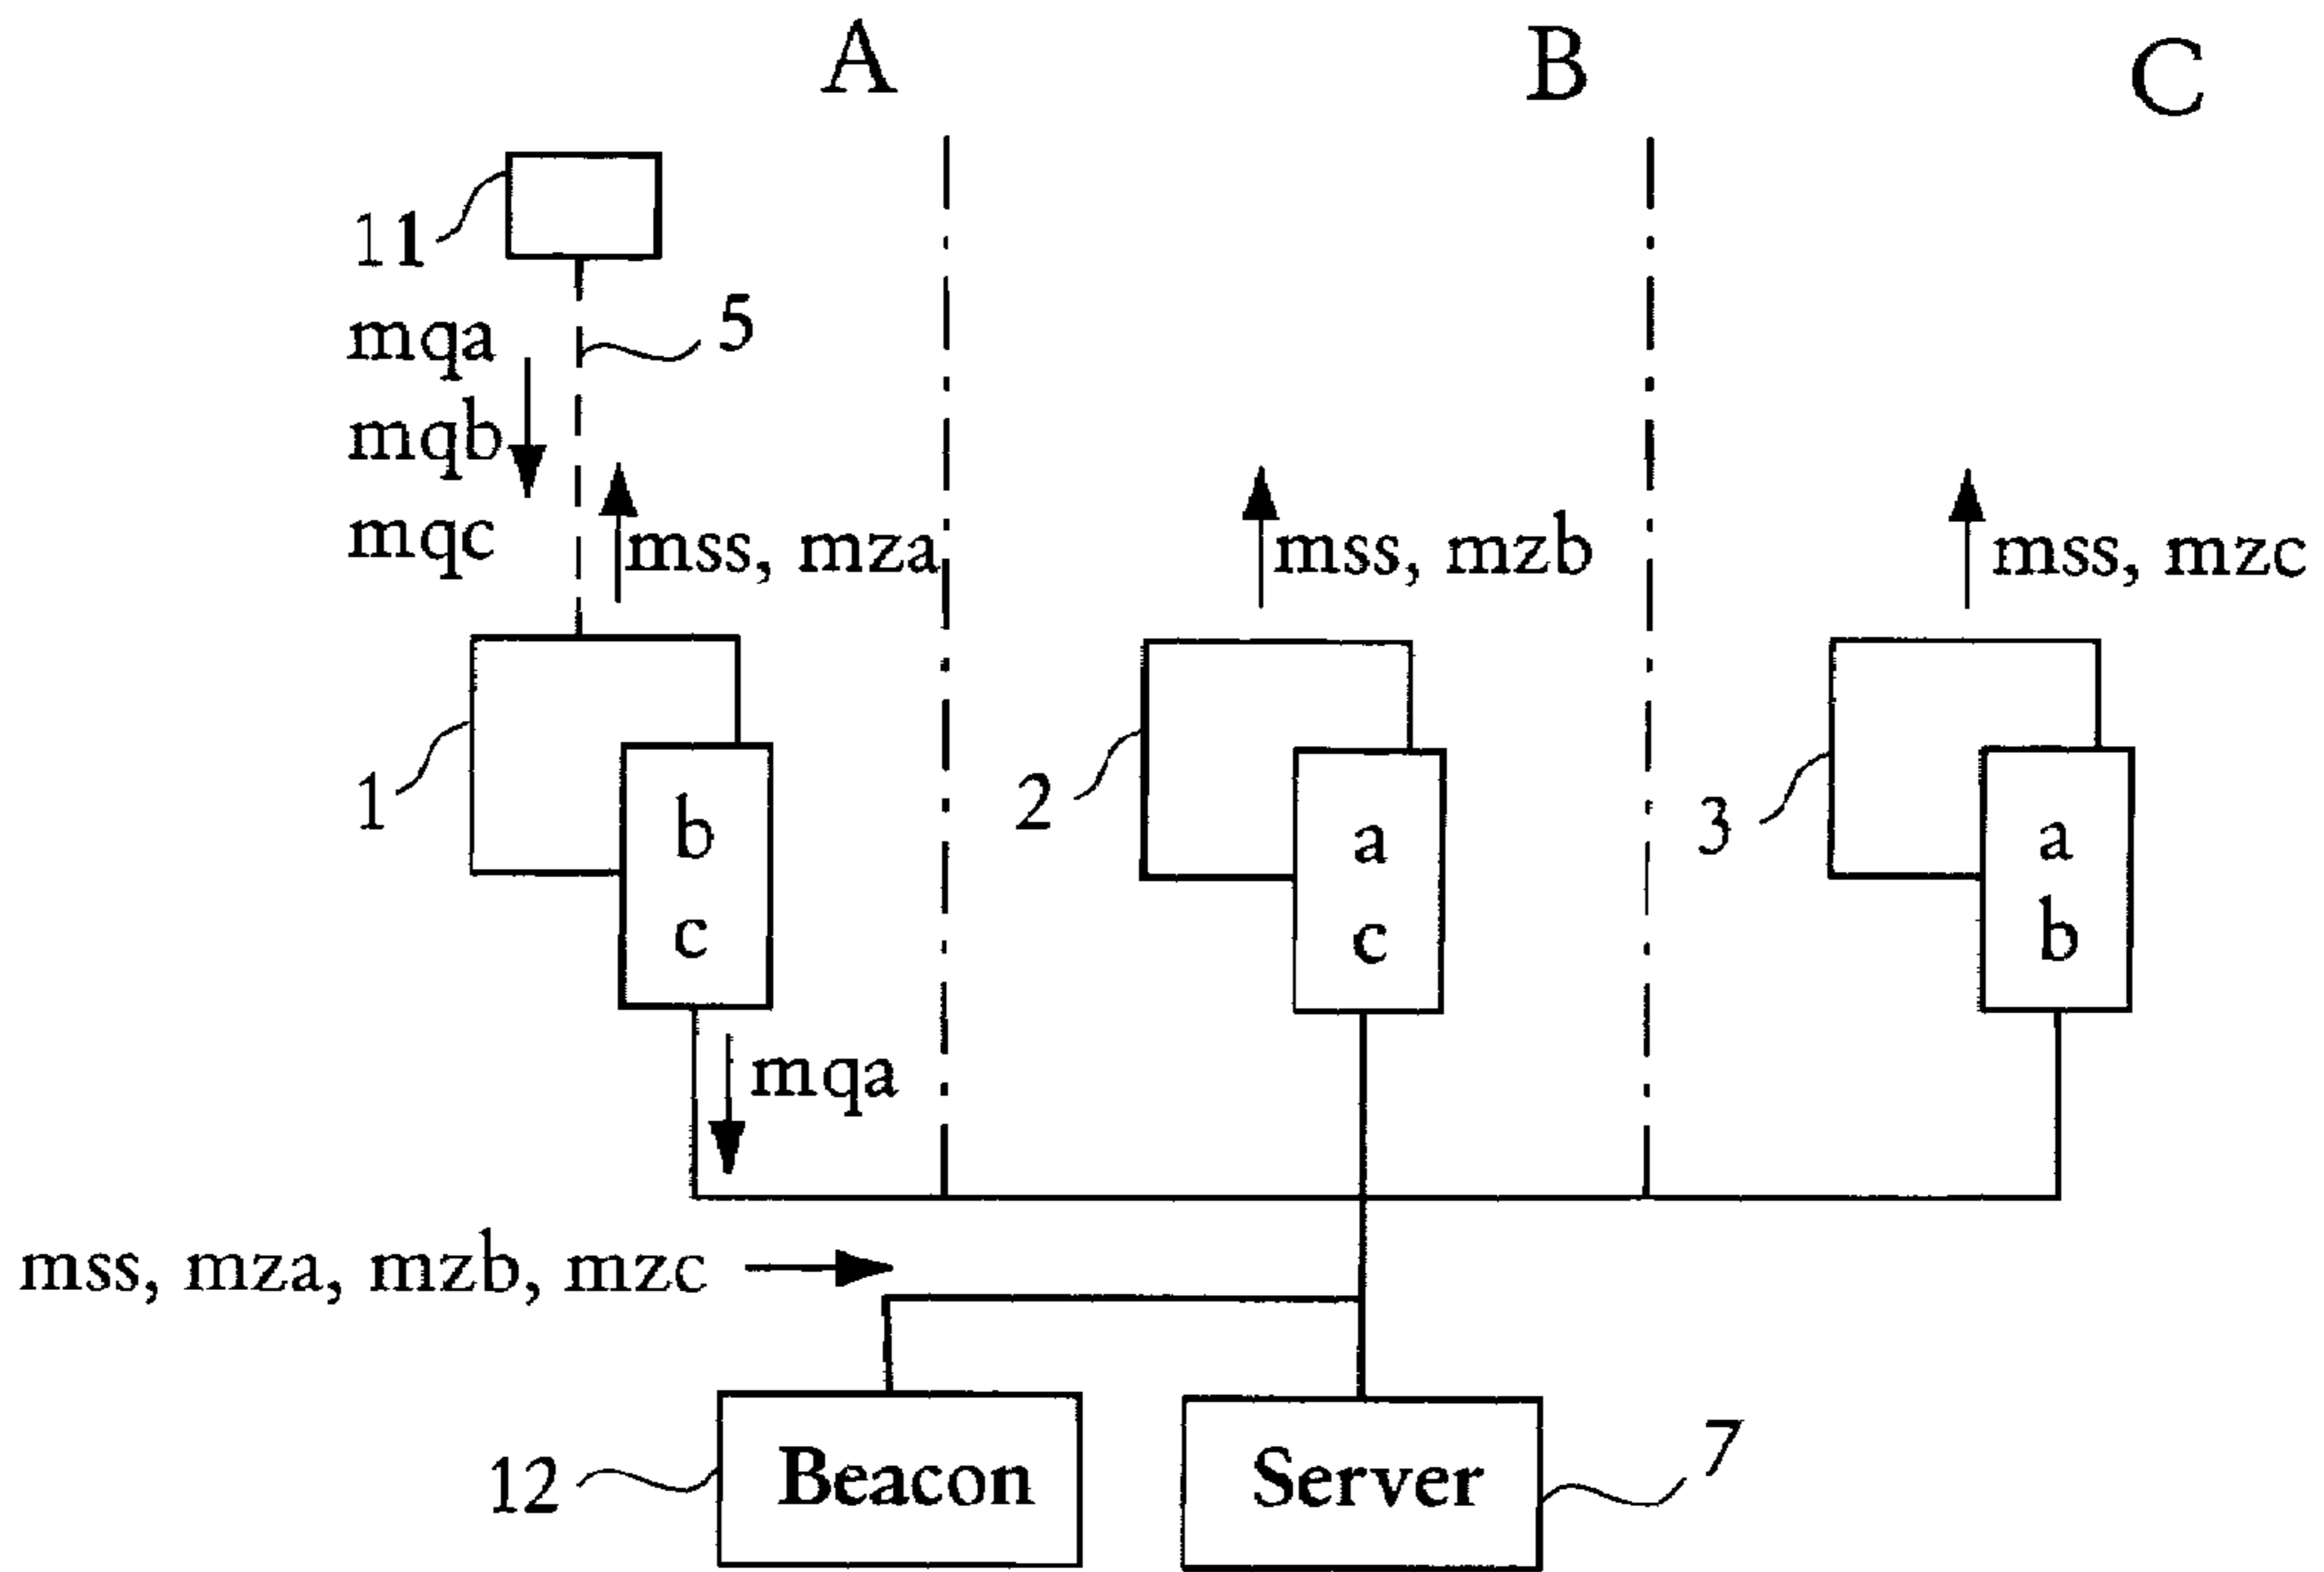 A
B
C
11
mqa
5
mqb
mqc
mss, mza
mss, mzb
mss, mzc
1
b
c
2
a
c
3
a
b
mqa
mss, mza, mzb, mzc
12
Beacon
Server
7